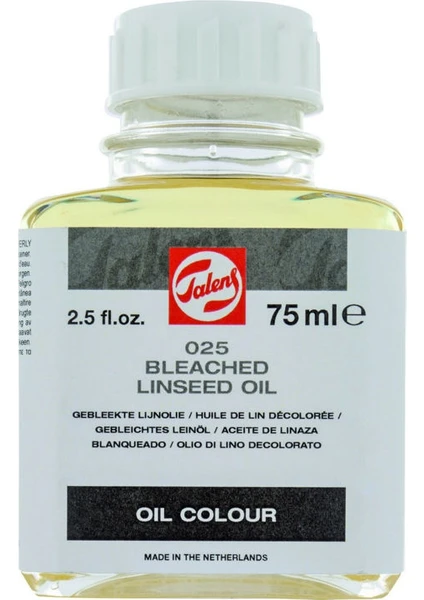 Talens
2.5 fl.oz.
75 ml℮
025
BLEACHED
LINSEED OIL
GEBLEEKTE LIJNOLIE / HUILE DE LIN DÉCOLORÉE /
GEBLEICHTES LEINÖL / ACEITE DE LINAZA
BLANQUEADO / OLIO DI LINO DECOLORATO
OIL COLOUR
MADE IN THE NETHERLANDS